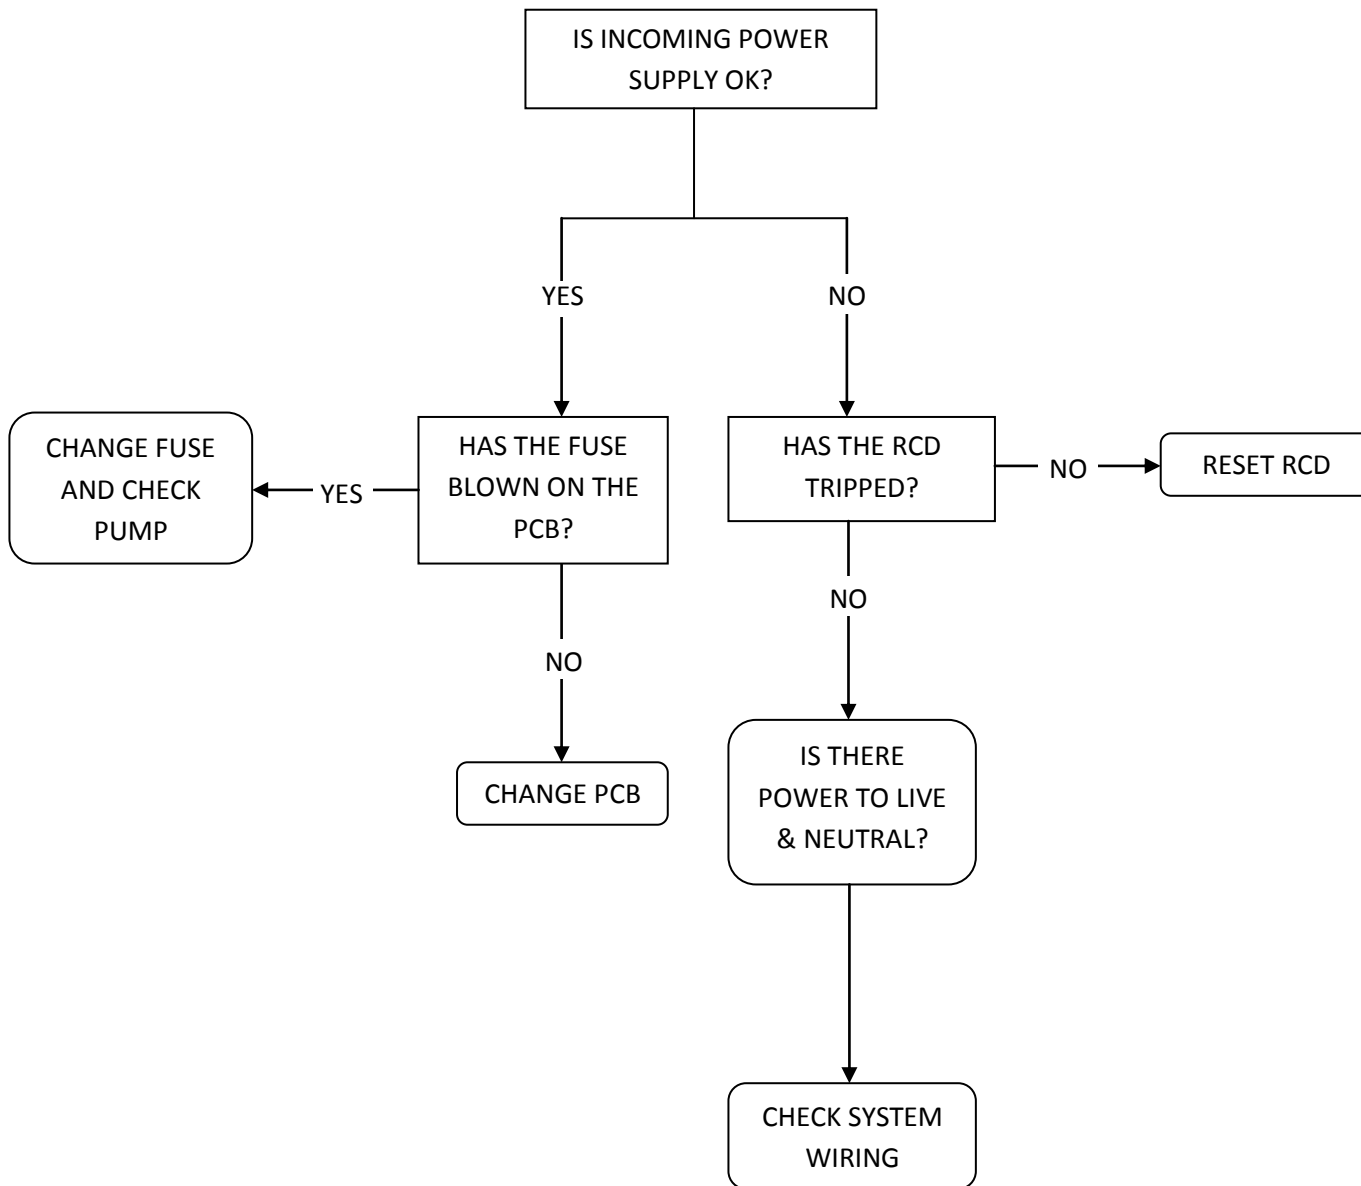 IS INCOMING POWER
SUPPLY OK?
YES
NO
CHANGE FUSE
AND CHECK
PUMP
YES
HAS THE FUSE
BLOWN ON THE
PCB?
HAS THE RCD
TRIPPED?
NO
RESET RCD
NO
NO
CHANGE PCB
IS THERE
POWER TO LIVE
& NEUTRAL?
CHECK SYSTEM
WIRING